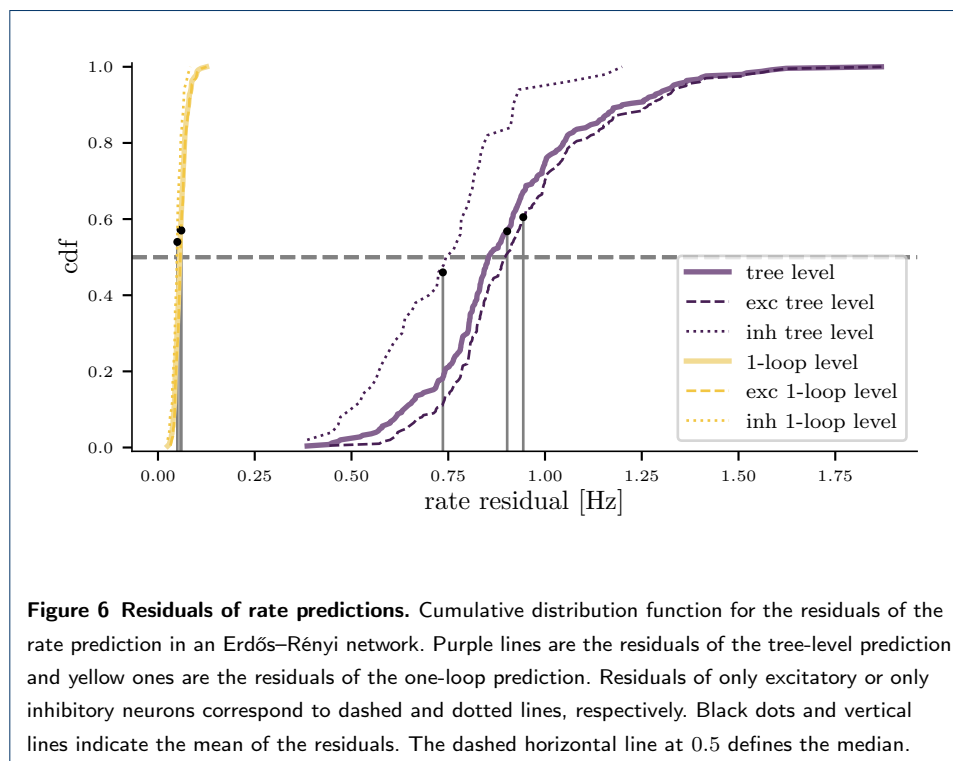 1.0
0.8
0.6
0.4
0.2
0.0
cdf
tree level
exc tree level
inh tree level
1-loop level
exc 1-loop level
inh 1-loop level
0.00 0.25 0.50 0.75 1.00 1.25 1.50 1.75
rate residual [Hz]
Figure 6 Residuals of rate predictions. Cumulative distribution function for the residuals of the
rate prediction in an Erdős–Rényi network. Purple lines are the residuals of the tree-level prediction
and yellow ones are the residuals of the one-loop prediction. Residuals of only excitatory or only
inhibitory neurons correspond to dashed and dotted lines, respectively. Black dots and vertical
lines indicate the mean of the residuals. The dashed horizontal line at 0.5 defines the median.